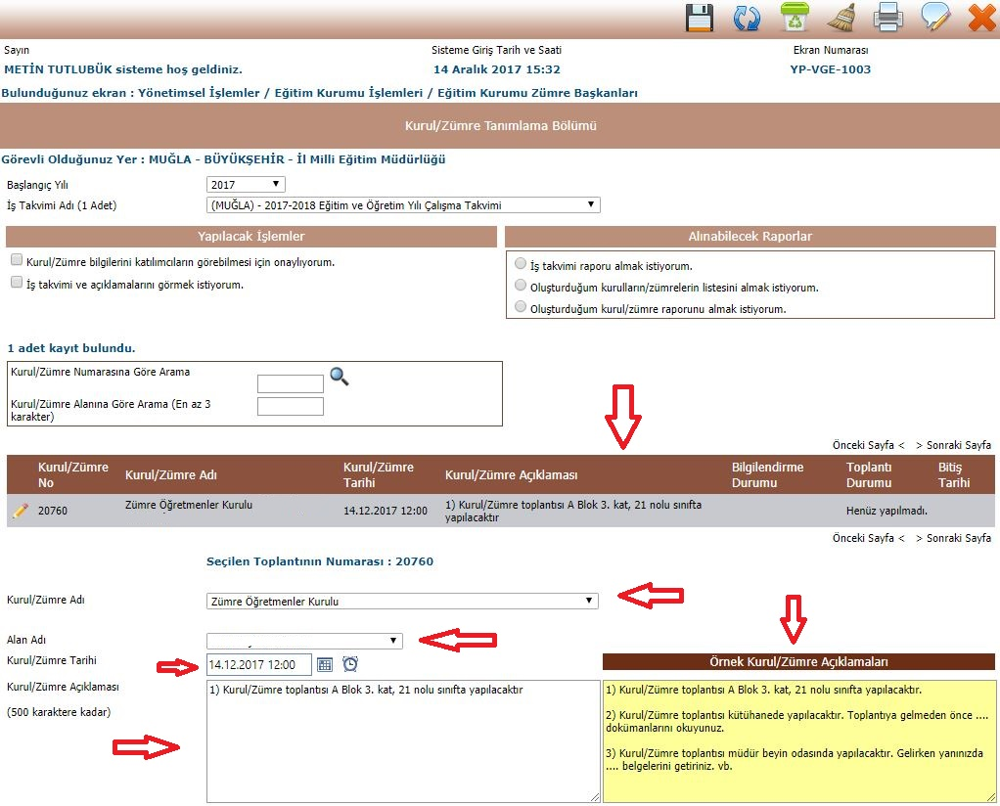 Sayın
METİN TUTLUBÜK sisteme hoş geldiniz.
Sisteme Giriş Tarih ve Saati
14 Aralık 2017 15:32
Ekran Numarası
YP-VGE-1003
Bulunduğunuz ekran : Yönetimsel İşlemler / Eğitim Kurumu İşlemleri / Eğitim Kurumu Zümre Başkanları
Kurul/Zümre Tanımlama Bölümü
Görevli Olduğunuz Yer : MUĞLA - BÜYÜKŞEHİR - İl Milli Eğitim Müdürlüğü
Başlangıç Yılı 2017
İş Takvimi Adı (1 Adet) (MUĞLA) - 2017-2018 Eğitim ve Öğretim Yılı Çalışma Takvimi
Yapılacak İşlemler
Kurul/Zümre bilgilerini katılımcıların görebilmesi için onaylıyorum.
İş takvimi ve açıklamalarını görmek istiyorum.
Alınabilecek Raporlar
İş takvimi raporu almak istiyorum.
Oluşturduğum kurulların/zümrelerin listesini almak istiyorum.
Oluşturduğum kurul/zümre raporunu almak istiyorum.
1 adet kayıt bulundu.
Kurul/Zümre Numarasına Göre Arama
Kurul/Zümre Alanına Göre Arama (En az 3
karakter)
Önceki Sayfa < > Sonraki Sayfa
Kurul/Zümre No
Kurul/Zümre Adı
Kurul/Zümre Tarihi
Kurul/Zümre Açıklaması
Bilgilendirme Durumu
Toplantı Durumu
Bitiş Tarihi
20760
Zümre Öğretmenler Kurulu
14.12.2017 12:00
1) Kurul/Zümre toplantısı A Blok 3. kat, 21 nolu sınıfta
yapılacaktır
Henüz yapılmadı.
Önceki Sayfa < > Sonraki Sayfa
Seçilen Toplantının Numarası : 20760
Kurul/Zümre Adı Zümre Öğretmenler Kurulu
Alan Adı
Kurul/Zümre Tarihi 14.12.2017 12:00
Kurul/Zümre Açıklaması
(500 karaktere kadar)
1) Kurul/Zümre toplantısı A Blok 3. kat, 21 nolu sınıfta yapılacaktır
Örnek Kurul/Zümre Açıklamaları
1) Kurul/Zümre toplantısı A Blok 3. kat, 21 nolu sınıfta yapılacaktır.
2) Kurul/Zümre toplantısı kütühanede yapılacaktır. Toplantıya gelmeden önce ....
dokümanlarını okuyunuz.
3) Kurul/Zümre toplantısı müdür beyin odasında yapılacaktır. Gelirken yanınızda
.... belgelerini getiriniz. vb.